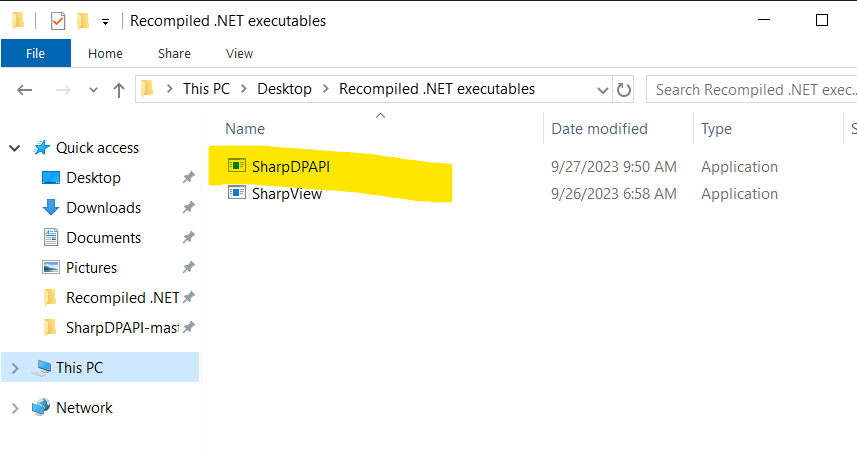 Recompiled .NET executables
File Home Share View
This PC Desktop Recompiled .NET executables Search Recompiled .NET exec...
Name Date modified Type S
Quick access
Desktop
Downloads
Documents
Pictures
Recompiled .NET
SharpDPAPI-mast
This PC
Network
SharpDPAPI 9/27/2023 9:50 AM Application
SharpView 9/26/2023 6:58 AM Application